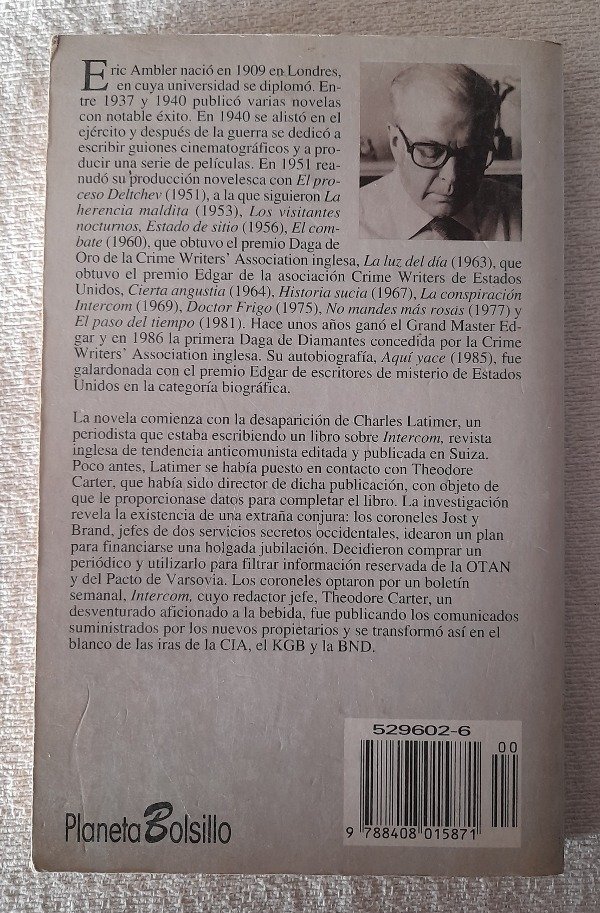 Eric Ambler nació en 1909 en Londres,
en cuya universidad se diplomó. En-
tre 1937 y 1940 publicó varias novelas
con notable éxito. En 1940 se alistó en el
ejército y después de la guerra se dedicó a
escribir guiones cinematográficos y a pro-
ducir una serie de películas. En 1951 rea-
nudó su producción novelesca con El pro-
ceso Deltchev (1951), a la que siguieron La
herencia maldita (1953), Los visitantes
nocturnos, Estado de sitio (1956), El com-
bate (1960), que obtuvo el premio Daga de
Oro de la Crime Writers' Association inglesa, La luz del día (1963), que
obtuvo el premio Edgar de la asociación Crime Writers de Estados
Unidos, Cierta angustia (1964), Historia sucia (1967), La conspiración
Intercom (1969), Doctor Frigo (1975), No mandes más rosas (1977) y
El paso del tiempo (1981). Hace unos años ganó el Grand Master Ed-
gar y en 1986 la primera Daga de Diamantes concedida por la Crime
Writers' Association inglesa. Su autobiografía, Aquí yace (1985), fue
galardonada con el premio Edgar de escritores de misterio de Estados
Unidos en la categoría biográfica.
La novela comienza con la desaparición de Charles Latimer, un
periodista que estaba escribiendo un libro sobre Intercom, revista
inglesa de tendencia anticomunista editada y publicada en Suiza.
Poco antes, Latimer se había puesto en contacto con Theodore
Carter, que había sido director de dicha publicación, con objeto de
que le proporcionase datos para completar el libro. La investigación
revela la existencia de una extraña conjura: los coroneles Jost y
Brand, jefes de dos servicios secretos occidentales, idearon un plan
para financiarse una holgada jubilación. Decidieron comprar un
periódico y utilizarlo para filtrar información reservada de la OTAN
y del Pacto de Varsovia. Los coroneles optaron por un boletín
semanal, Intercom, cuyo redactor jefe, Theodore Carter, un
desventurado aficionado a la bebida, fue publicando los comunicados
suministrados por los nuevos propietarios y se transformó así en el
blanco de las iras de la CIA, el KGB y la BND.
529602-6
00
9 788408 015871
Planeta Bolsillo